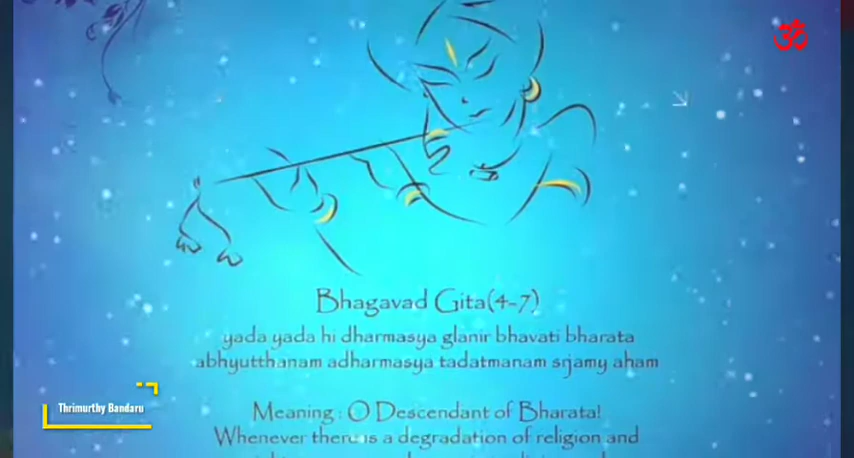 ॐ
Bhagavad Gita(4-7)
yada yada hi dharmasya glanir bhavati bharata
abhyutthanam adharmasya tadatmanam srjamy aham
Meaning : O Descendant of Bharata!
Whenever there is a degradation of religion and
Thrimurthy Bandaru